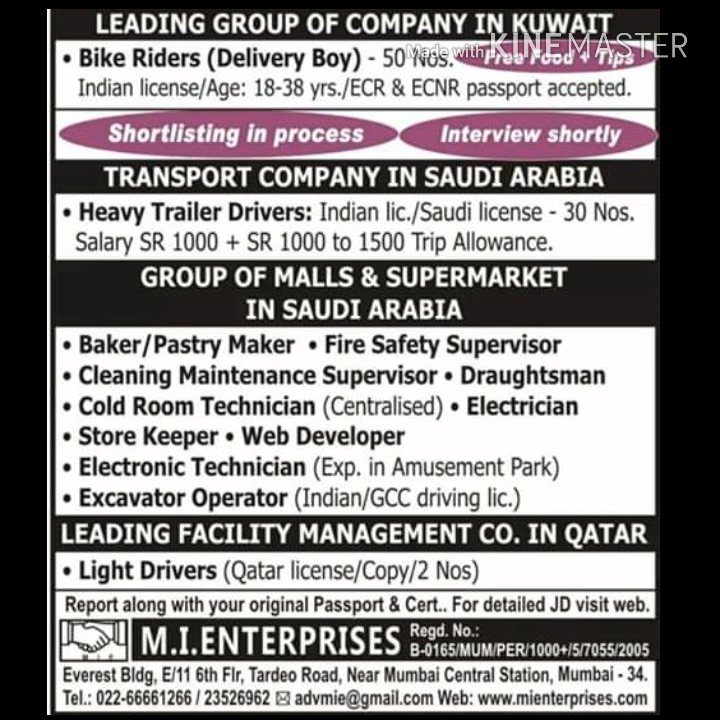 LEADING GROUP OF COMPANY IN KUWAIT
• Bike Riders (Delivery Boy) - 50 Nos. Free Food + Tips
Made with KINEMASTER
Indian license/Age: 18-38 yrs./ECR & ECNR passport accepted.
Shortlisting in process Interview shortly
TRANSPORT COMPANY IN SAUDI ARABIA
• Heavy Trailer Drivers: Indian lic./Saudi license - 30 Nos.
Salary SR 1000 + SR 1000 to 1500 Trip Allowance.
GROUP OF MALLS & SUPERMARKET
IN SAUDI ARABIA
• Baker/Pastry Maker • Fire Safety Supervisor
• Cleaning Maintenance Supervisor • Draughtsman
• Cold Room Technician (Centralised) • Electrician
• Store Keeper • Web Developer
• Electronic Technician (Exp. in Amusement Park)
• Excavator Operator (Indian/GCC driving lic.)
LEADING FACILITY MANAGEMENT CO. IN QATAR
• Light Drivers (Qatar license/Copy/2 Nos)
Report along with your original Passport & Cert.. For detailed JD visit web.
M.I.ENTERPRISES Regd. No.:
B-0165/MUM/PER/1000+/5/7055/2005
Everest Bldg, E/11 6th Flr, Tardeo Road, Near Mumbai Central Station, Mumbai - 34.
Tel.: 022-66661266 / 23526962 ✉ advmie@gmail.com Web: www.mienterprises.com